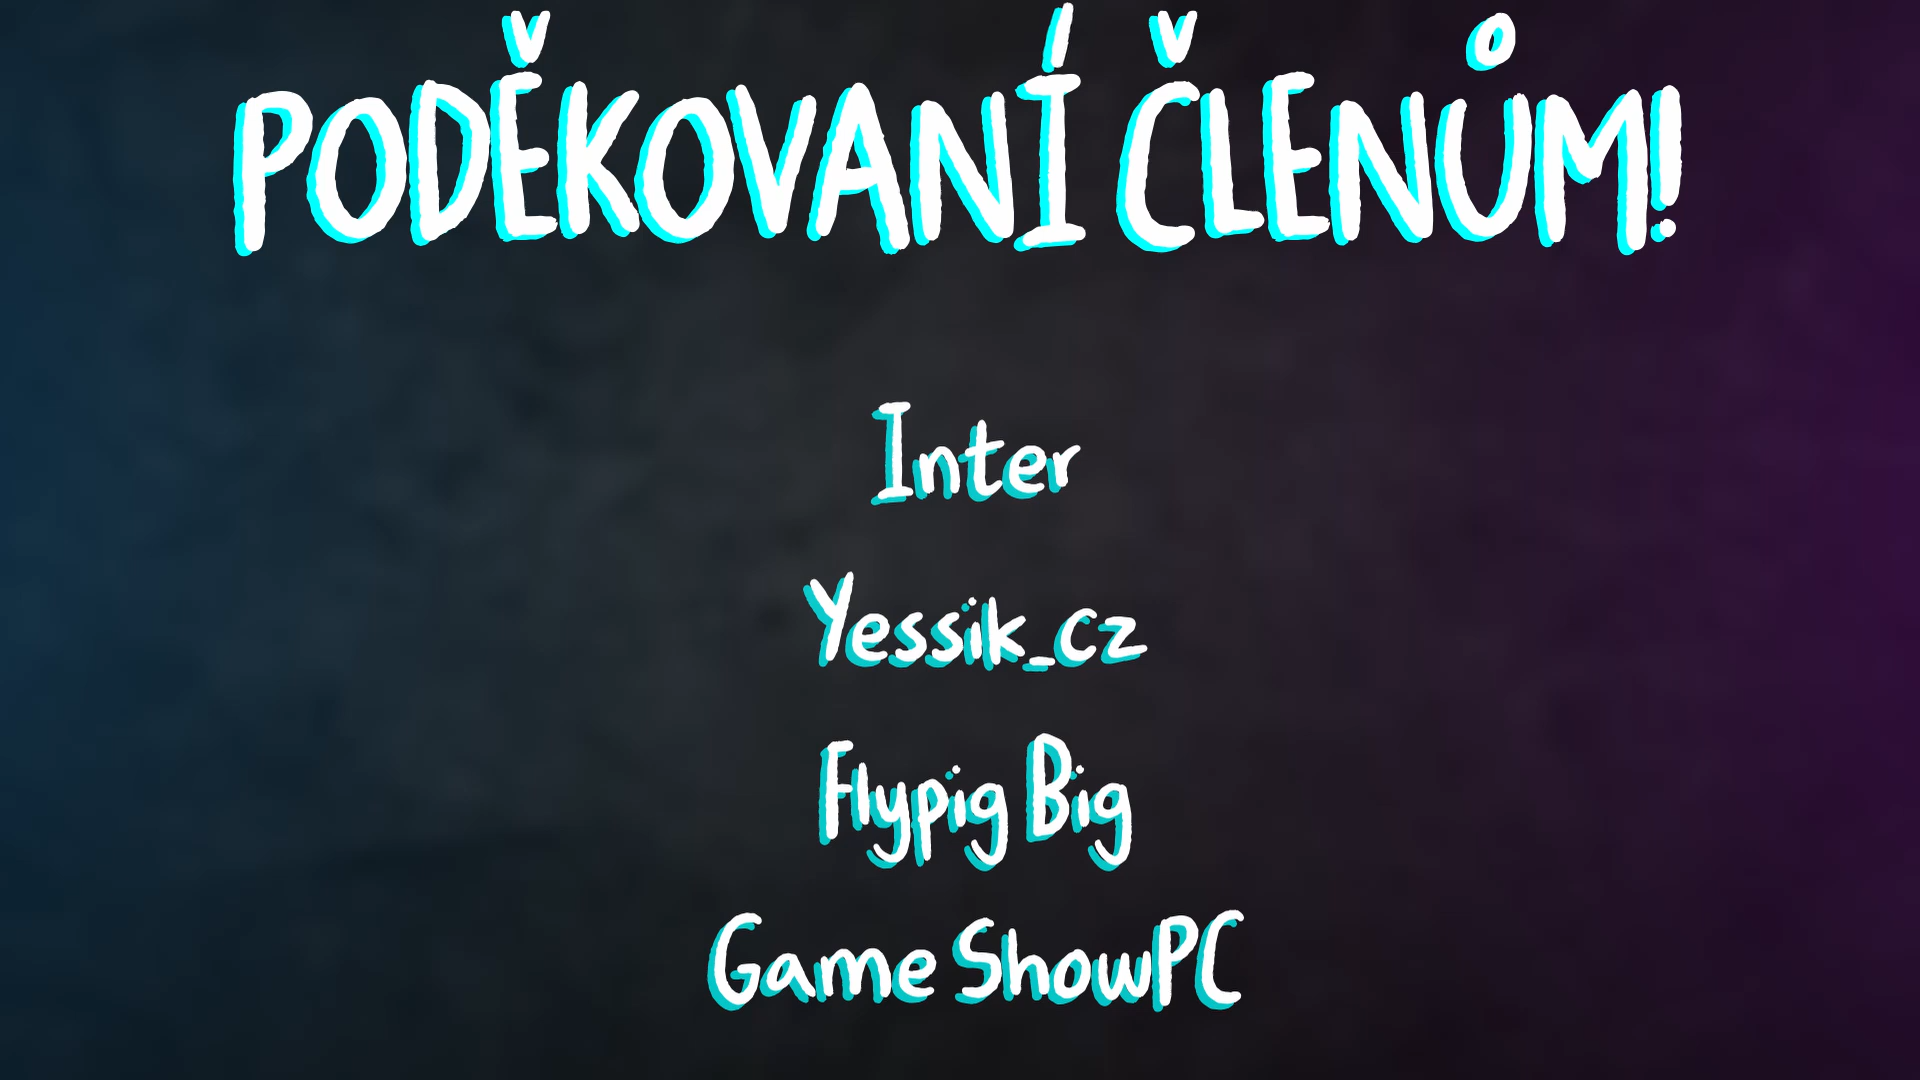 PODĚKOVANÍ ČLENŮM!
Inter
Yessik_cz
Flypig Big
Game ShowPC